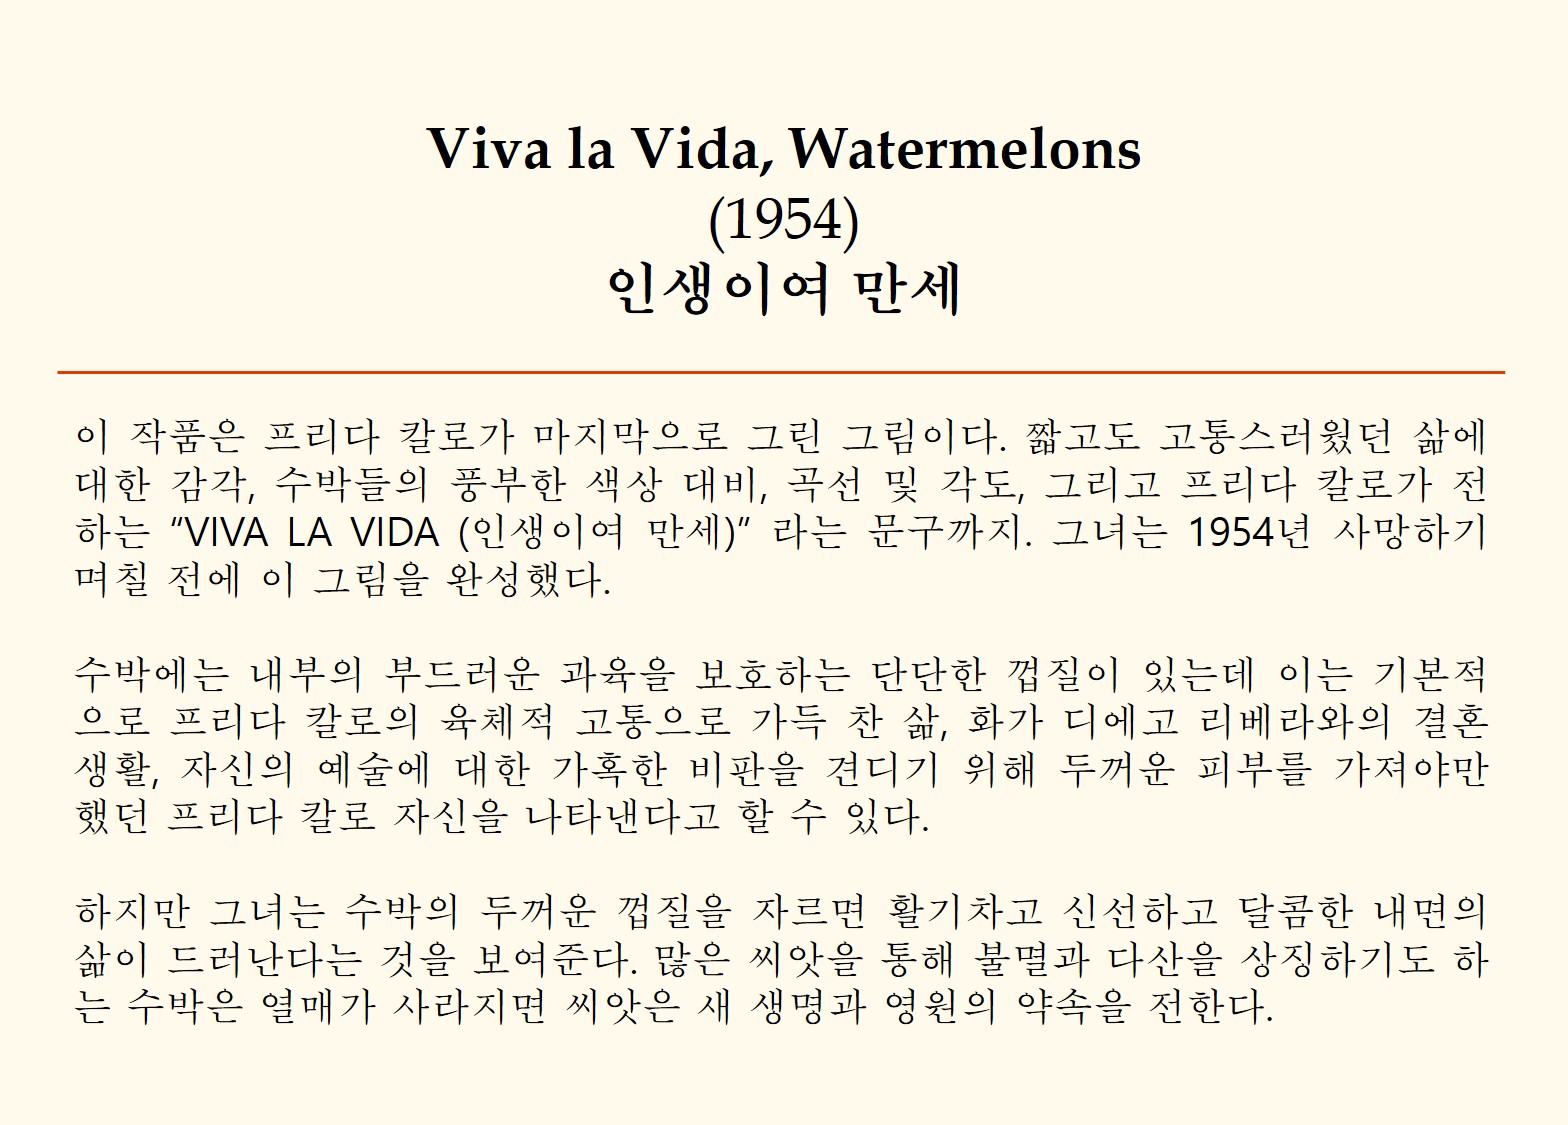 Viva la Vida, Watermelons
(1954)
인생이여 만세
이 작품은 프리다 칼로가 마지막으로 그린 그림이다. 짧고도 고통스러웠던 삶에
대한 감각, 수박들의 풍부한 색상 대비, 곡선 및 각도, 그리고 프리다 칼로가 전
하는 “VIVA LA VIDA (인생이여 만세)” 라는 문구까지. 그녀는 1954년 사망하기
며칠 전에 이 그림을 완성했다.
수박에는 내부의 부드러운 과육을 보호하는 단단한 껍질이 있는데 이는 기본적
으로 프리다 칼로의 육체적 고통으로 가득 찬 삶, 화가 디에고 리베라와의 결혼
생활, 자신의 예술에 대한 가혹한 비판을 견디기 위해 두꺼운 피부를 가져야만
했던 프리다 칼로 자신을 나타낸다고 할 수 있다.
하지만 그녀는 수박의 두꺼운 껍질을 자르면 활기차고 신선하고 달콤한 내면의
삶이 드러난다는 것을 보여준다. 많은 씨앗을 통해 불멸과 다산을 상징하기도 하
는 수박은 열매가 사라지면 씨앗은 새 생명과 영원의 약속을 전한다.